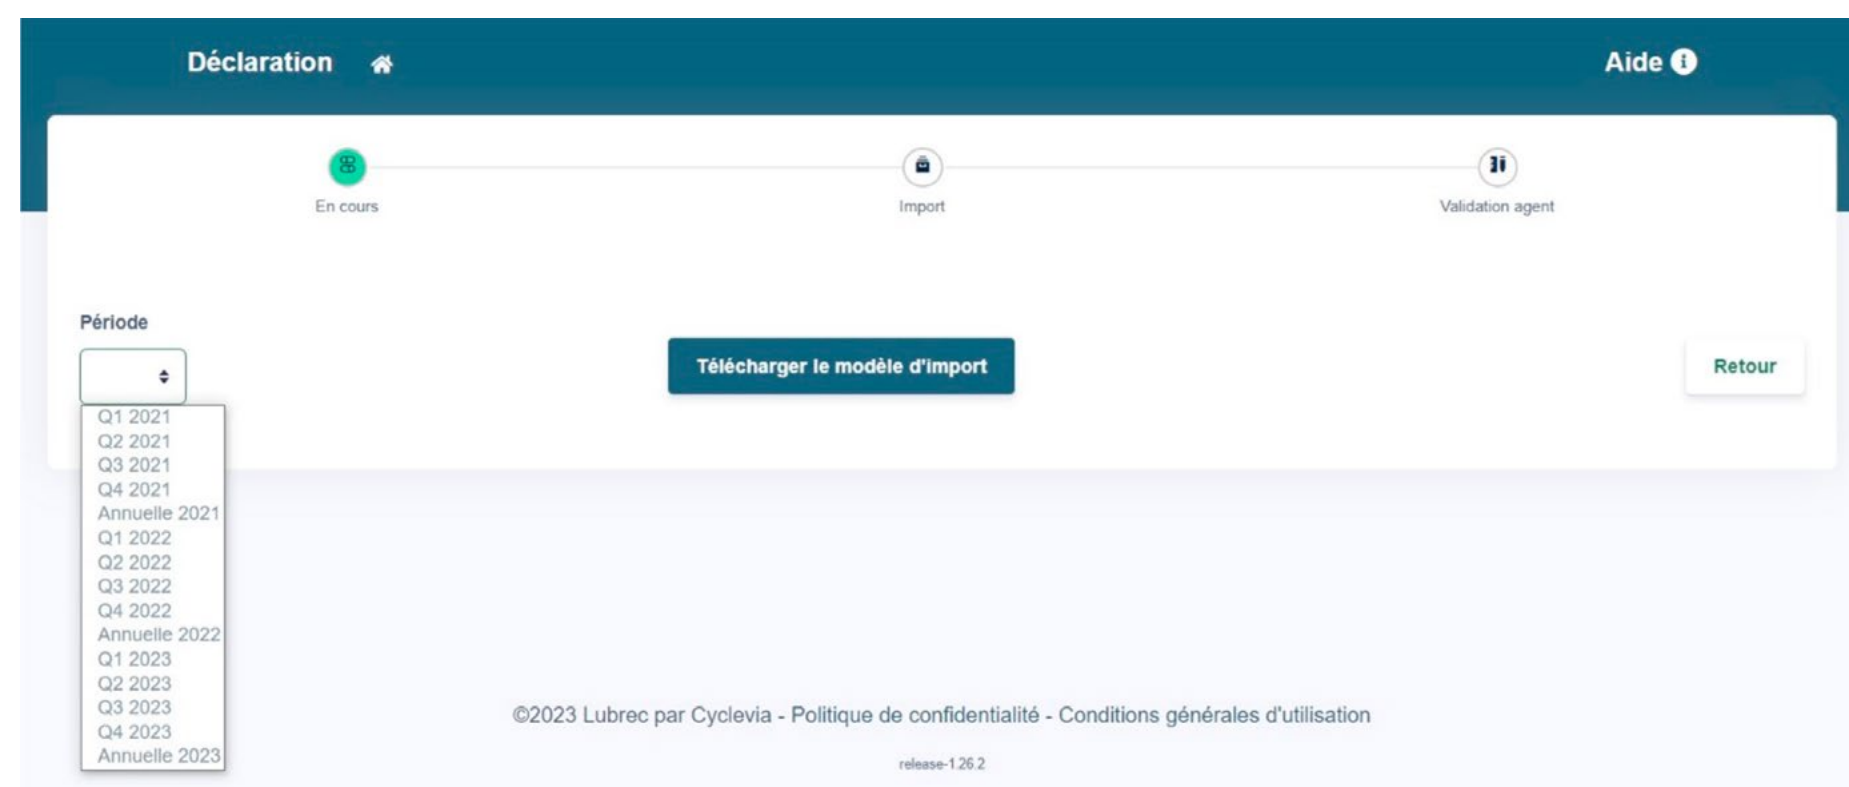 Déclaration
Aide
En cours
Import
Validation agent
Période
Télécharger le modèle d'import
Retour
Q1 2021
Q2 2021
Q3 2021
Q4 2021
Annuelle 2021
Q1 2022
Q2 2022
Q3 2022
Q4 2022
Annuelle 2022
Q1 2023
Q2 2023
Q3 2023
Q4 2023
Annuelle 2023
©2023 Lubrec par Cyclevia - Politique de confidentialité - Conditions générales d'utilisation
release-1.26.2